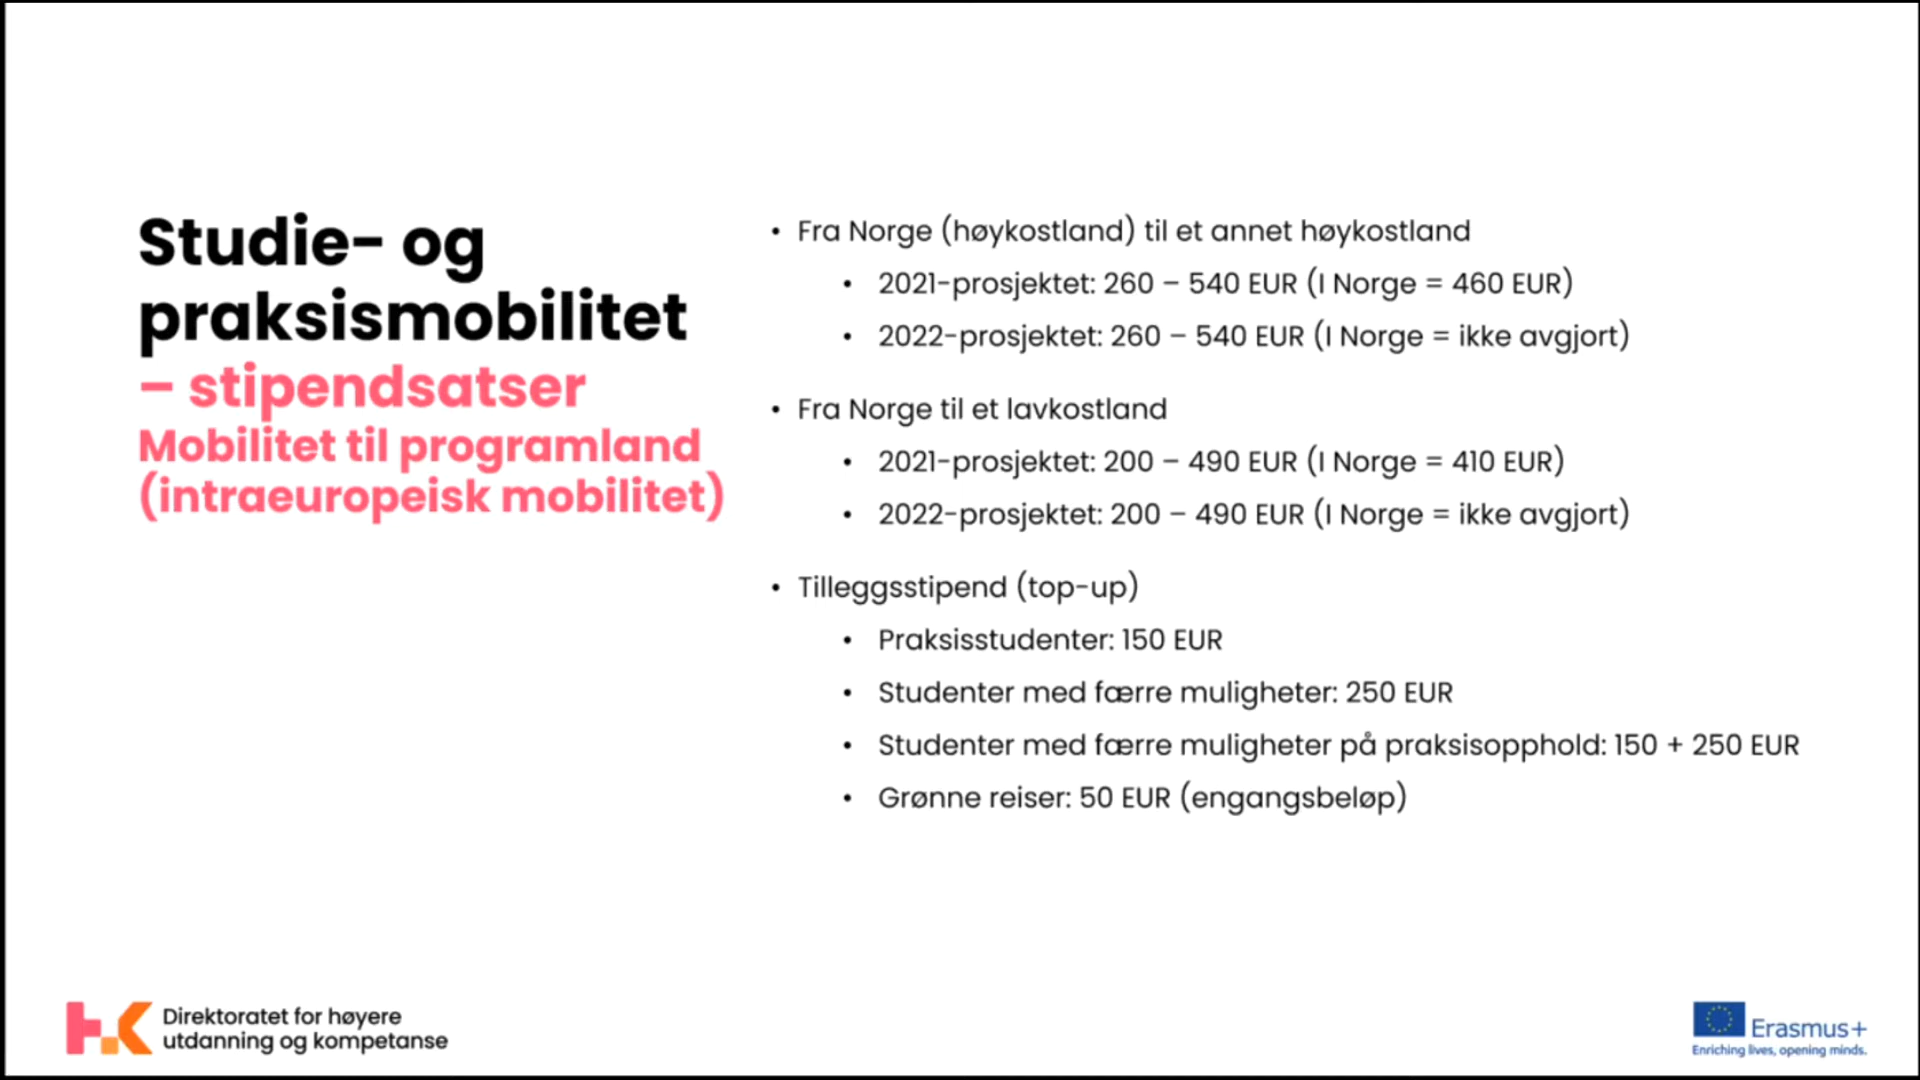 Studie- og
praksismobilitet
– stipendsatser
Mobilitet til programland
(intraeuropeisk mobilitet)
• Fra Norge (høykostland) til et annet høykostland
• 2021-prosjektet: 260 – 540 EUR (I Norge = 460 EUR)
• 2022-prosjektet: 260 – 540 EUR (I Norge = ikke avgjort)
• Fra Norge til et lavkostland
• 2021-prosjektet: 200 – 490 EUR (I Norge = 410 EUR)
• 2022-prosjektet: 200 – 490 EUR (I Norge = ikke avgjort)
• Tilleggsstipend (top-up)
• Praksisstudenter: 150 EUR
• Studenter med færre muligheter: 250 EUR
• Studenter med færre muligheter på praksisopphold: 150 + 250 EUR
• Grønne reiser: 50 EUR (engangsbeløp)
Direktoratet for høyere
utdanning og kompetanse
Erasmus+
Enriching lives, opening minds.